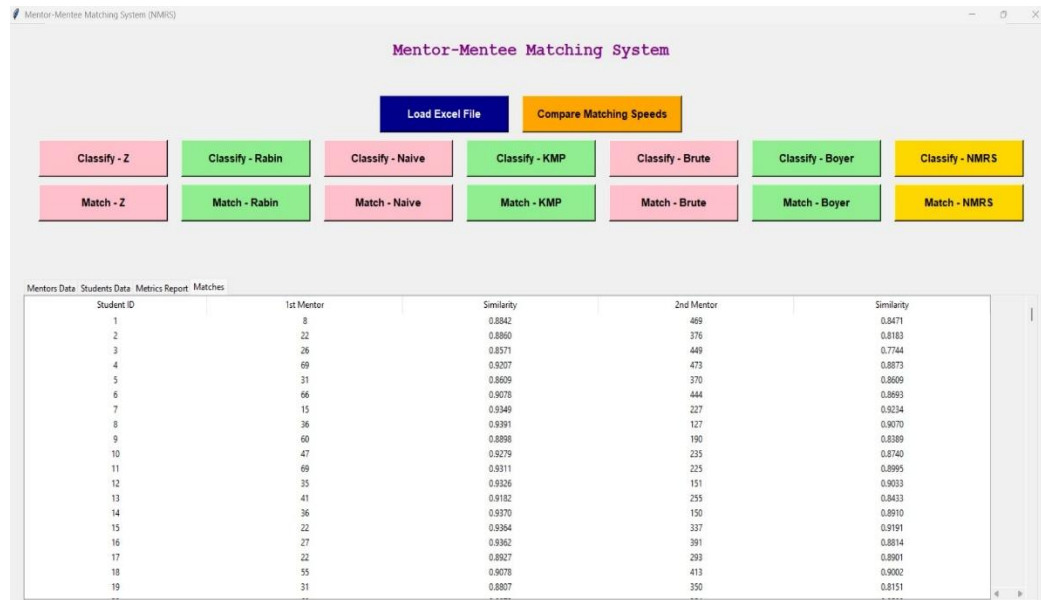 Mentor-Mentee Matching System (NMRS)
Mentor-Mentee Matching System
Load Excel File Compare Matching Speeds
Classify - Z Classify - Rabin Classify - Naive Classify - KMP Classify - Brute Classify - Boyer Classify - NMRS
Match - Z Match - Rabin Match - Naive Match - KMP Match - Brute Match - Boyer Match - NMRS
Mentors Data Students Data Metrics Report Matches
Student ID 1st Mentor Similarity 2nd Mentor Similarity
1 8 0.8842 469 0.8471
2 22 0.8860 376 0.8183
3 26 0.8571 449 0.7744
4 69 0.9207 473 0.8873
5 31 0.8609 370 0.8609
6 66 0.9078 444 0.8693
7 15 0.9349 227 0.9234
8 36 0.9391 127 0.9070
9 60 0.8898 190 0.8389
10 47 0.9279 235 0.8740
11 69 0.9311 225 0.8995
12 35 0.9326 151 0.9033
13 41 0.9182 255 0.8433
14 36 0.9370 150 0.8910
15 22 0.9364 337 0.9191
16 27 0.9362 391 0.8814
17 22 0.8927 293 0.8901
18 55 0.9078 413 0.9002
19 31 0.8807 350 0.8151